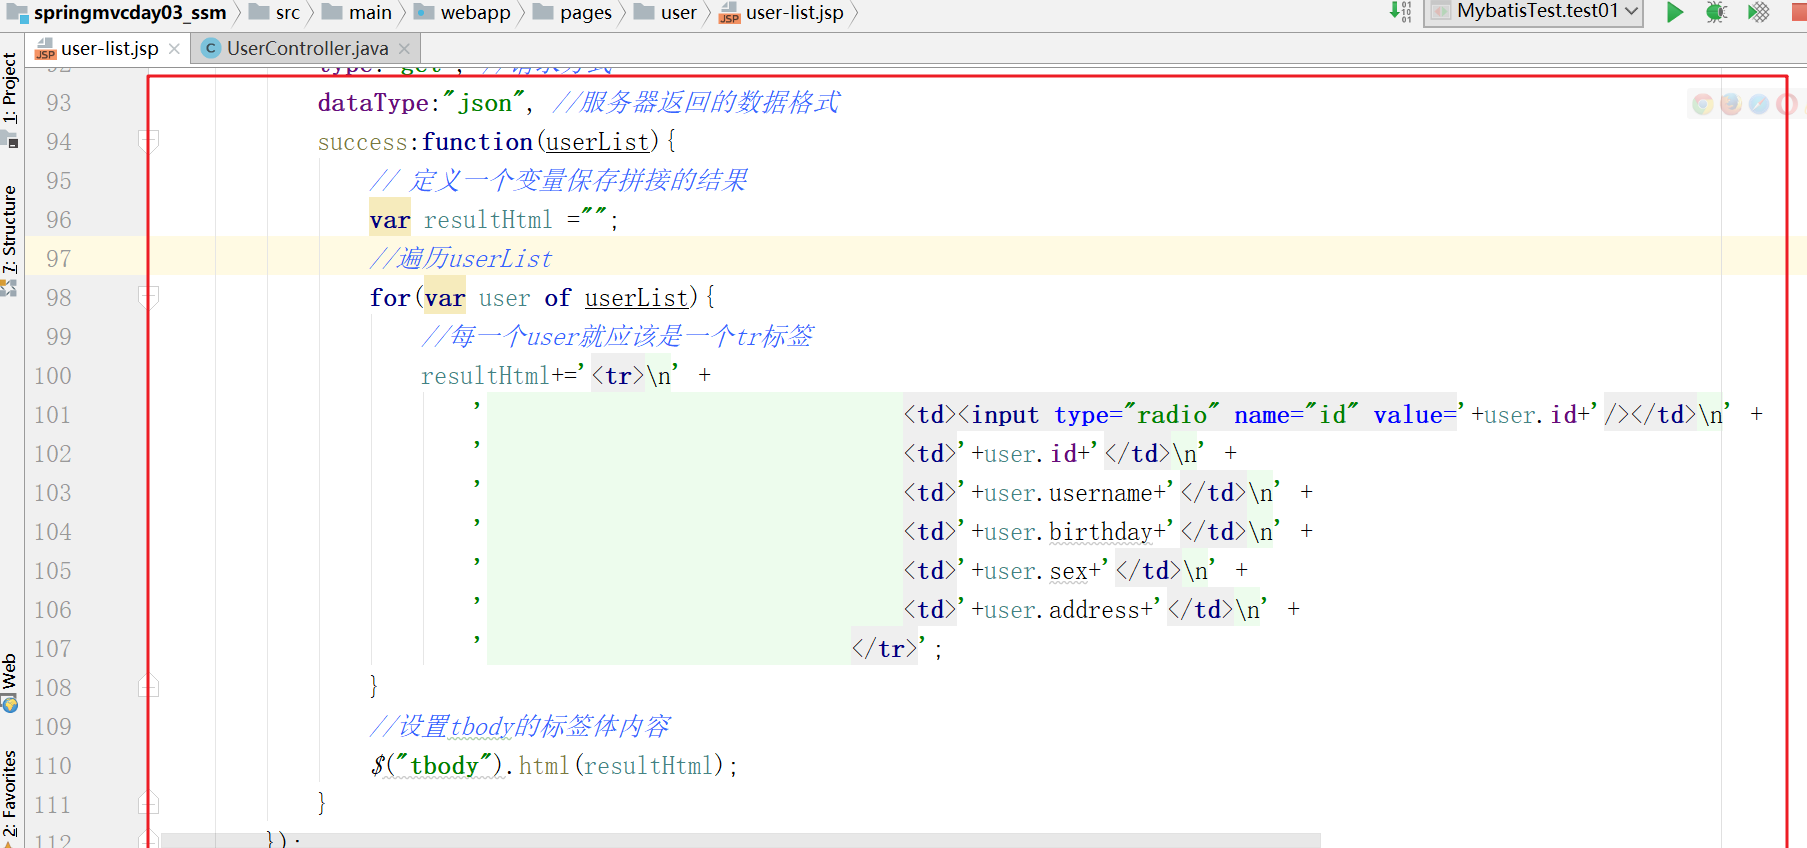 springmvcday03_ssm src main webapp pages user user-list.jsp MybatisTest.test01
user-list.jsp UserController.java
1: Project
7: Structure
Web
2: Favorites
92 type:"get", //请求方式
93 dataType:"json", //服务器返回的数据格式
94 success:function(userList){
95 // 定义一个变量保存拼接的结果
96 var resultHtml ="";
97 //遍历userList
98 for(var user of userList){
99 //每一个user就应该是一个tr标签
100 resultHtml+='<tr>\n' +
101 ' <td><input type="radio" name="id" value='+user.id+'/></td>\n' +
102 ' <td>'+user.id+'</td>\n' +
103 ' <td>'+user.username+'</td>\n' +
104 ' <td>'+user.birthday+'</td>\n' +
105 ' <td>'+user.sex+'</td>\n' +
106 ' <td>'+user.address+'</td>\n' +
107 ' </tr>';
108 }
109 //设置tbody的标签体内容
110 $("tbody").html(resultHtml);
111 }
112 });